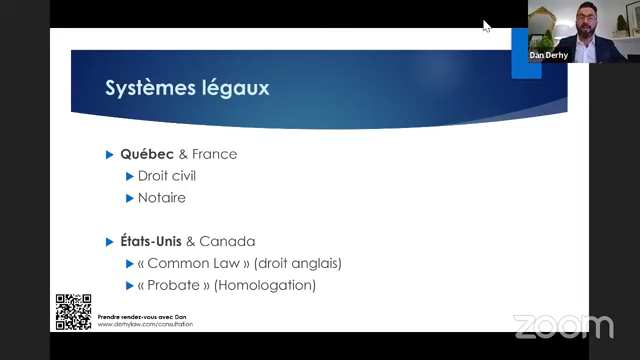 Dan Derhy
Systèmes légaux
Québec & France
Droit civil
Notaire
États-Unis & Canada
« Common Law » (droit anglais)
« Probate » (Homologation)
Prendre rendez-vous avec Dan
www.derhylaw.com/consultation
zoom